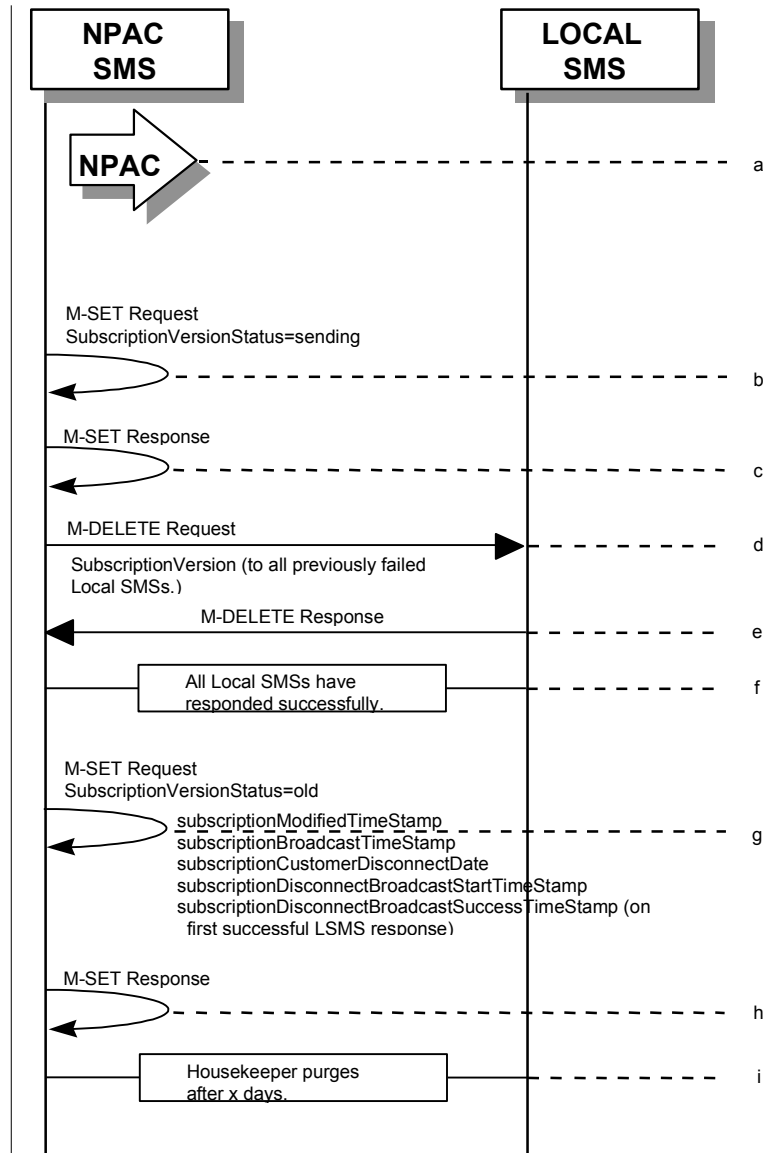 NPAC
SMS
LOCAL
SMS
NPAC
a
M-SET Request
SubscriptionVersionStatus=sending
b
M-SET Response
c
M-DELETE Request
d
SubscriptionVersion (to all previously failed
Local SMSs.)
M-DELETE Response
e
All Local SMSs have
responded successfully.
f
M-SET Request
SubscriptionVersionStatus=old
subscriptionModifiedTimeStamp
g
subscriptionBroadcastTimeStamp
subscriptionCustomerDisconnectDate
subscriptionDisconnectBroadcastStartTimeStamp
subscriptionDisconnectBroadcastSuccessTimeStamp (on
first successful LSMS response)
M-SET Response
h
Housekeeper purges
after x days.
i